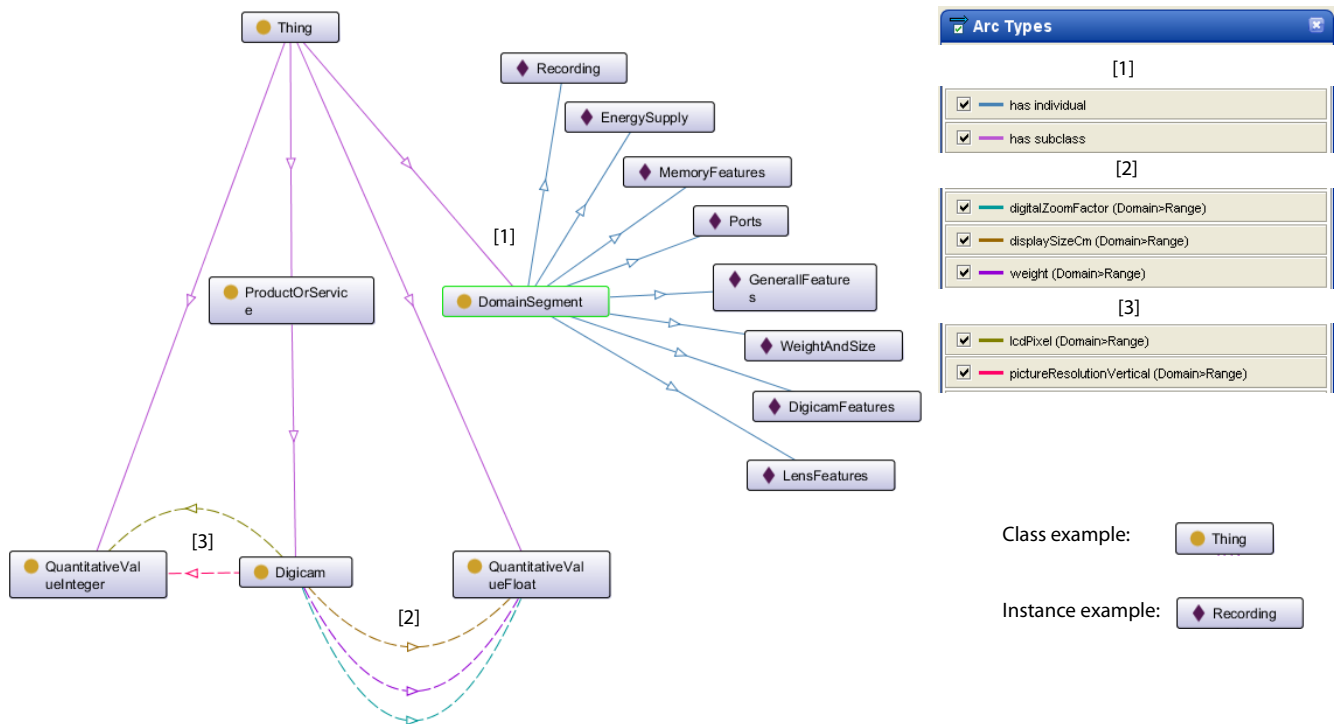 Thing
Recording
EnergySupply
MemoryFeatures
Ports
[1]
DomainSegment
GenerallFeature
s
WeightAndSize
DigicamFeatures
LensFeatures
ProductOrServic
e
[3]
QuantitativeVal
ueInteger
Digicam
QuantitativeVal
ueFloat
[2]
Arc Types
[1]
has individual
has subclass
[2]
digitalZoomFactor (Domain>Range)
displaySizeCm (Domain>Range)
weight (Domain>Range)
[3]
lcdPixel (Domain>Range)
pictureResolutionVertical (Domain>Range)
Class example:
Thing
Instance example:
Recording